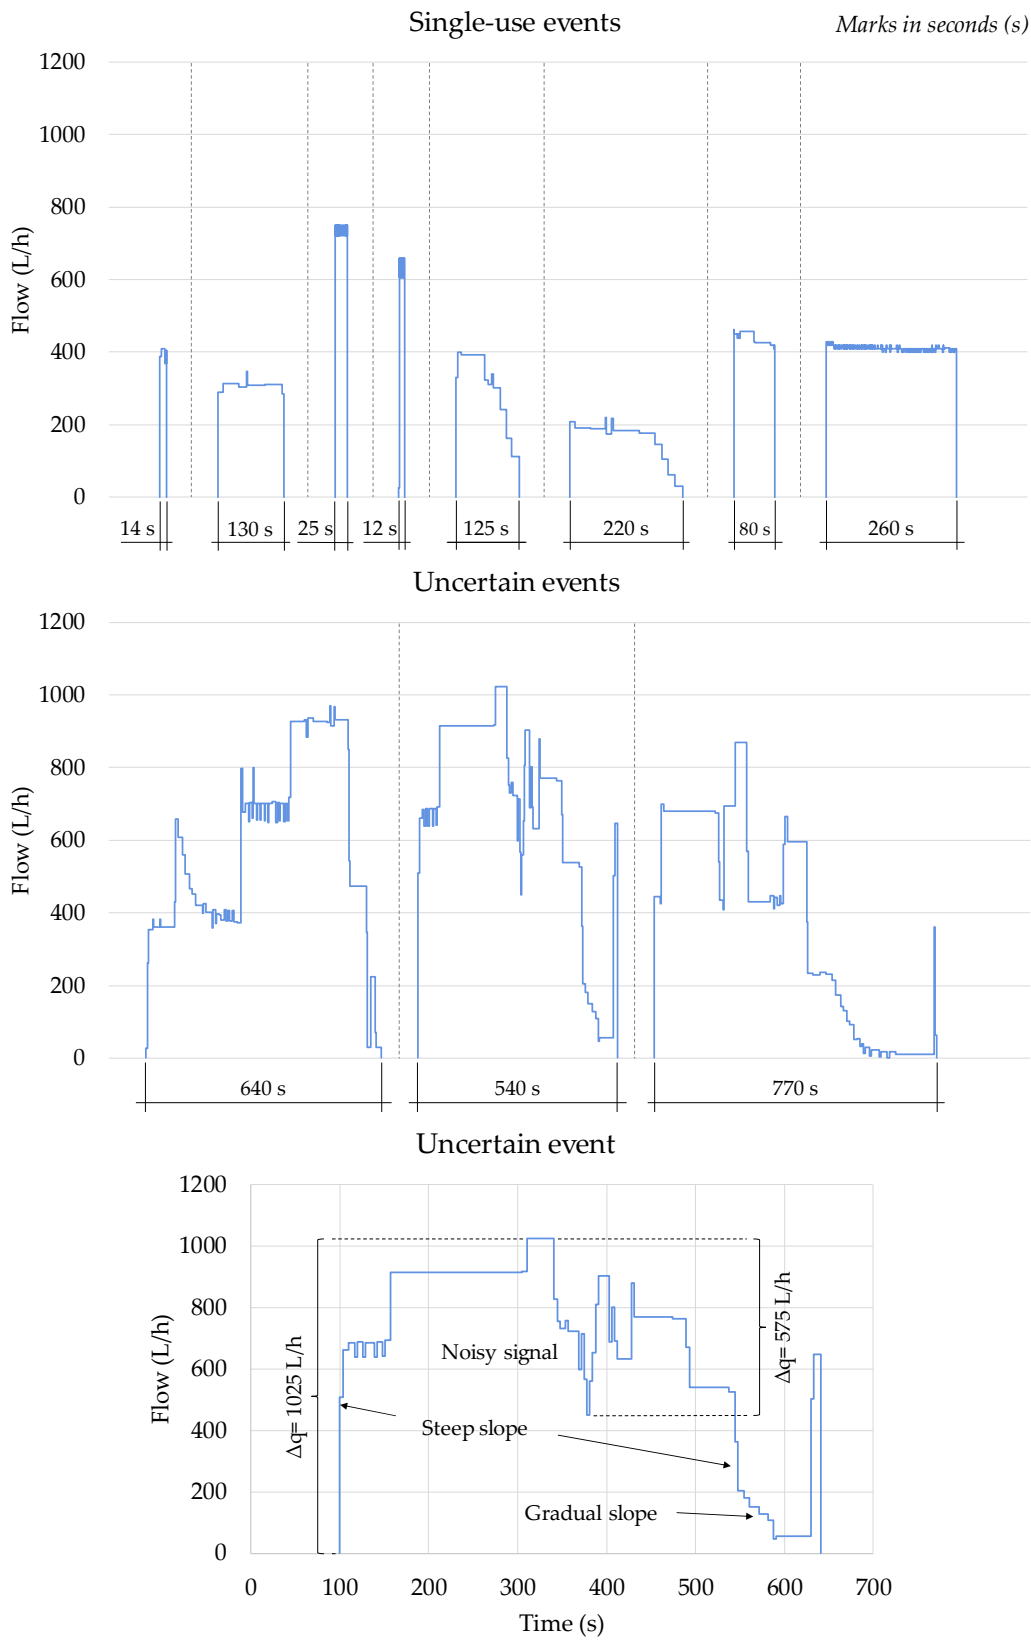 Single-use events
Marks in seconds (s)
1200
1000
800
600
400
200
0
Flow (L/h)
14 s
130 s
25 s
12 s
125 s
220 s
80 s
260 s
Uncertain events
1200
1000
800
600
400
200
0
Flow (L/h)
640 s
540 s
770 s
Uncertain event
1200
1000
800
600
400
200
0
Flow (L/h)
Δq= 1025 L/h
Δq= 575 L/h
Noisy signal
Steep slope
Gradual slope
0 100 200 300 400 500 600 700
Time (s)